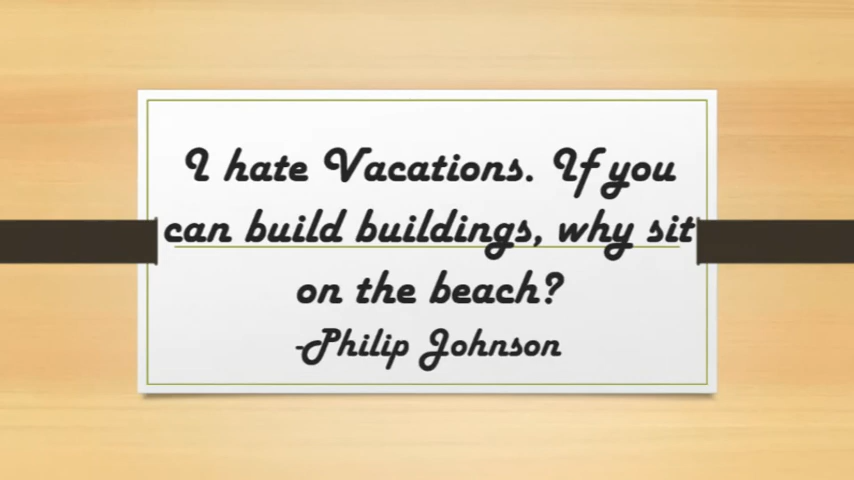 I hate Vacations. If you
can build buildings, why sit
on the beach?
-Philip Johnson